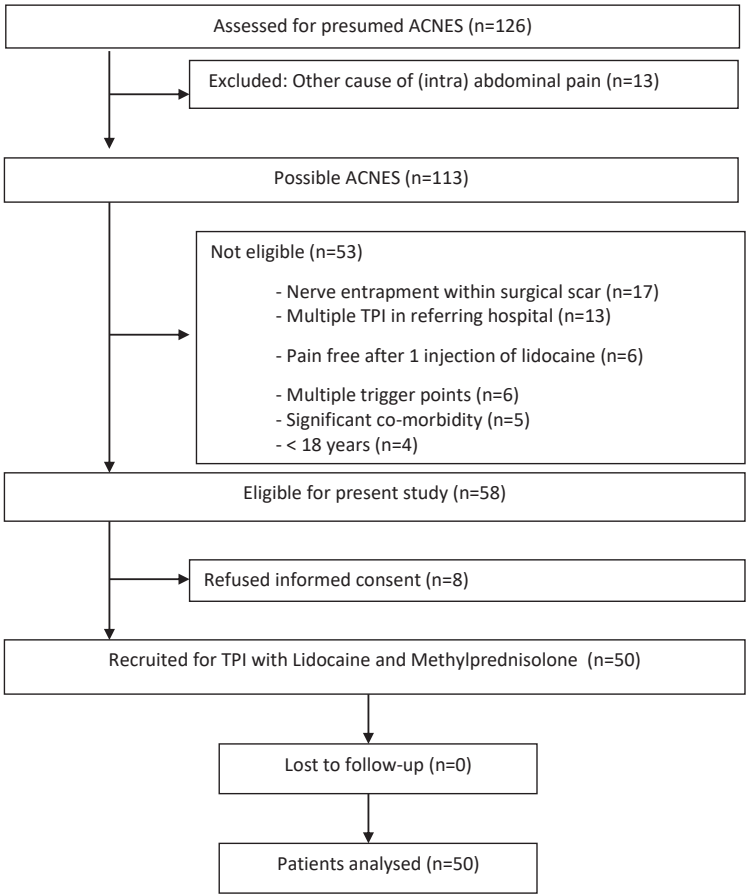 Assessed for presumed ACNES (n=126)
Excluded: Other cause of (intra) abdominal pain (n=13)
Possible ACNES (n=113)
Not eligible (n=53)
- Nerve entrapment within surgical scar (n=17)
- Multiple TPI in referring hospital (n=13)
- Pain free after 1 injection of lidocaine (n=6)
- Multiple trigger points (n=6)
- Significant co-morbidity (n=5)
- < 18 years (n=4)
Eligible for present study (n=58)
Refused informed consent (n=8)
Recruited for TPI with Lidocaine and Methylprednisolone (n=50)
Lost to follow-up (n=0)
Patients analysed (n=50)